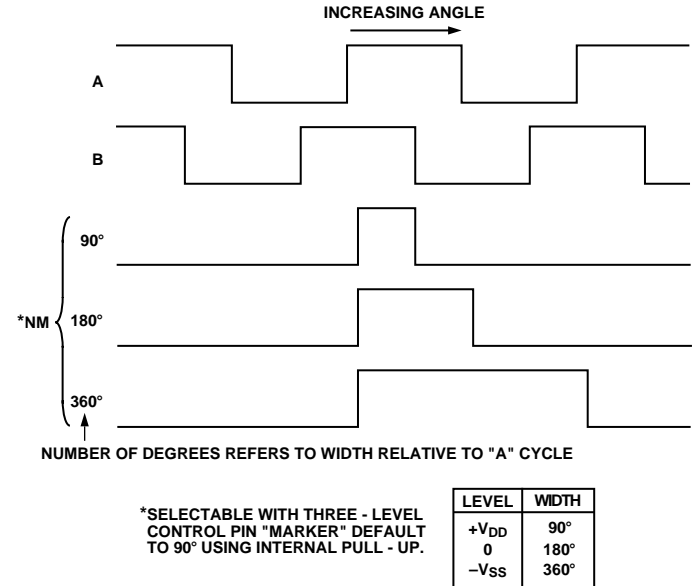 INCREASING ANGLE
A
B
90°
*NM
180°
360°
NUMBER OF DEGREES REFERS TO WIDTH RELATIVE TO "A" CYCLE
*SELECTABLE WITH THREE - LEVEL
CONTROL PIN "MARKER" DEFAULT
TO 90° USING INTERNAL PULL - UP.
LEVEL WIDTH
+VDD 90°
0 180°
–VSS 360°